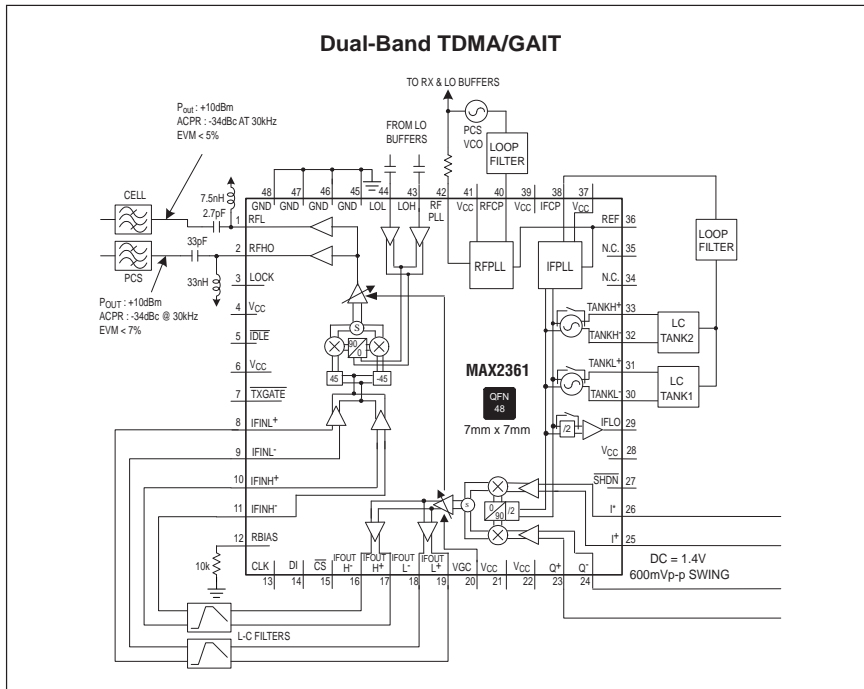 Dual-Band TDMA/GAIT
TO RX & LO BUFFERS
Pout : +10dBm
ACPR : -34dBc AT 30kHz
EVM < 5%
FROM LO
BUFFERS
PCS
VCO
LOOP
FILTER
CELL
7.5nH
2.7pF
48 47 46 45 44 43 42 41 40 39 38 37
GND GND GND GND LOL LOH RF PLL VCC RFCP VCC IFCP VCC
1 RFL
33pF
2 RFHO
PCS
33nH
3 LOCK
POUT : +10dBm
ACPR : -34dBc @ 30kHz
EVM < 7%
4 VCC
5 IDLE
6 VCC
7 TXGATE
8 IFINL+
9 IFINL-
10 IFINH+
11 IFINH-
12 RBIAS
10k
S
90
0
45
-45
RFPLL
IFPLL
REF 36
N.C. 35
N.C. 34
TANKH+ 33
TANKH- 32
TANKL+ 31
TANKL- 30
IFLO 29
VCC 28
SHDN 27
I* 26
I+ 25
LOOP
FILTER
LC
TANK2
LC
TANK1
MAX2361
QFN
48
7mm x 7mm
/2
S
0
90
/2
DC = 1.4V
600mVp-p SWING
CLK DI CS IFOUT H- IFOUT H+ IFOUT L- IFOUT L+ VGC VCC VCC Q+ Q-
13 14 15 16 17 18 19 20 21 22 23 24
L-C FILTERS